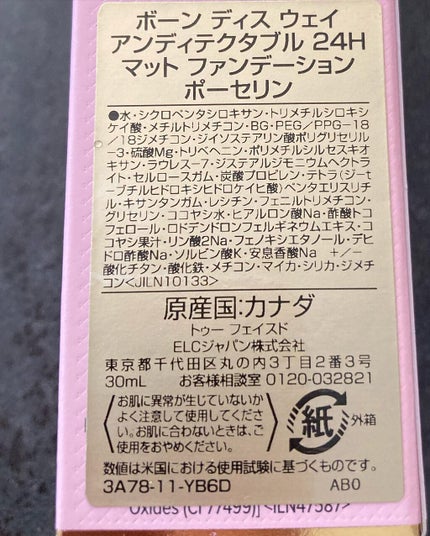 ボーン ディス ウェイ
アンディテクタブル 24H
マット ファンデーション
ポーセリン
●水・シクロペンタシロキサン・トリメチルシロキシ
ケイ酸・メチルトリメチコン・BG・PEG/PPG-18
/18ジメチコン・ジイソステアリン酸ポリグリセリル
-3・硫酸Mg・トリベヘニン・ポリメチルシルセスキオ
キサン・ラウレス-7・ジステアルジモニウムヘクトラ
イト・セルロースガム・炭酸プロピレン・テトラ(ジ-t
-ブチルヒドロキシヒドロケイヒ酸)ペンタエリスリチ
ル・キサンタンガム・レシチン・フェニルトリメチコン・
グリセリン・ココヤシ水・ヒアルロン酸Na・酢酸トコ
フェロール・ロドデンドロンフェルギネウムエキス・コ
コヤシ果汁・リン酸2Na・フェノキシエタノール・デヒ
ドロ酢酸Na・ソルビン酸K・安息香酸Na +/-
酸化チタン・酸化鉄・メチコン・マイカ・シリカ・ジメチ
コン<JILN10133>
原産国:カナダ
トゥー フェイスド
ELCジャパン株式会社
東京都千代田区丸の内3丁目2番3号
30mL お客様相談室 0120-032821
お肌に異常が生じていないか
よく注意して使用してくださ
い。お肌に合わないときは、ご
使用をおやめください。
紙 外箱
数値は米国における使用試験に基づくものです。
3A78-11-YB6D AB0
Oxides (CI 77499)] <ILN47587>